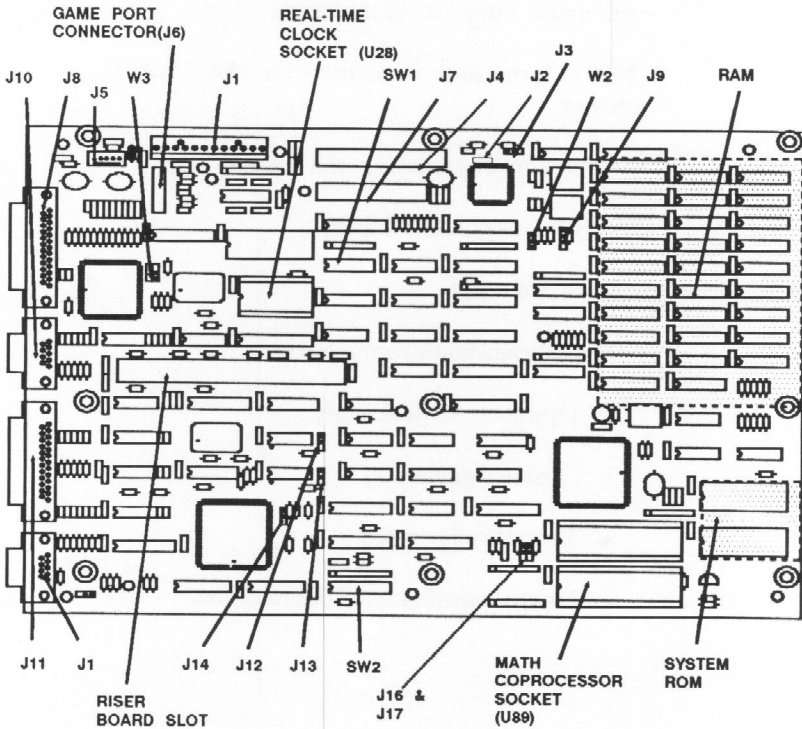 GAME PORT
CONNECTOR(J6)
REAL-TIME
CLOCK
SOCKET (U28)
J10
J8
J5
W3
J1
SW1
J7
J4
J2
J3
W2
J9
RAM
J11
J1
RISER
BOARD SLOT
J14
J12
J13
SW2
J16 &
J17
MATH
COPROCESSOR
SOCKET
(U89)
SYSTEM
ROM